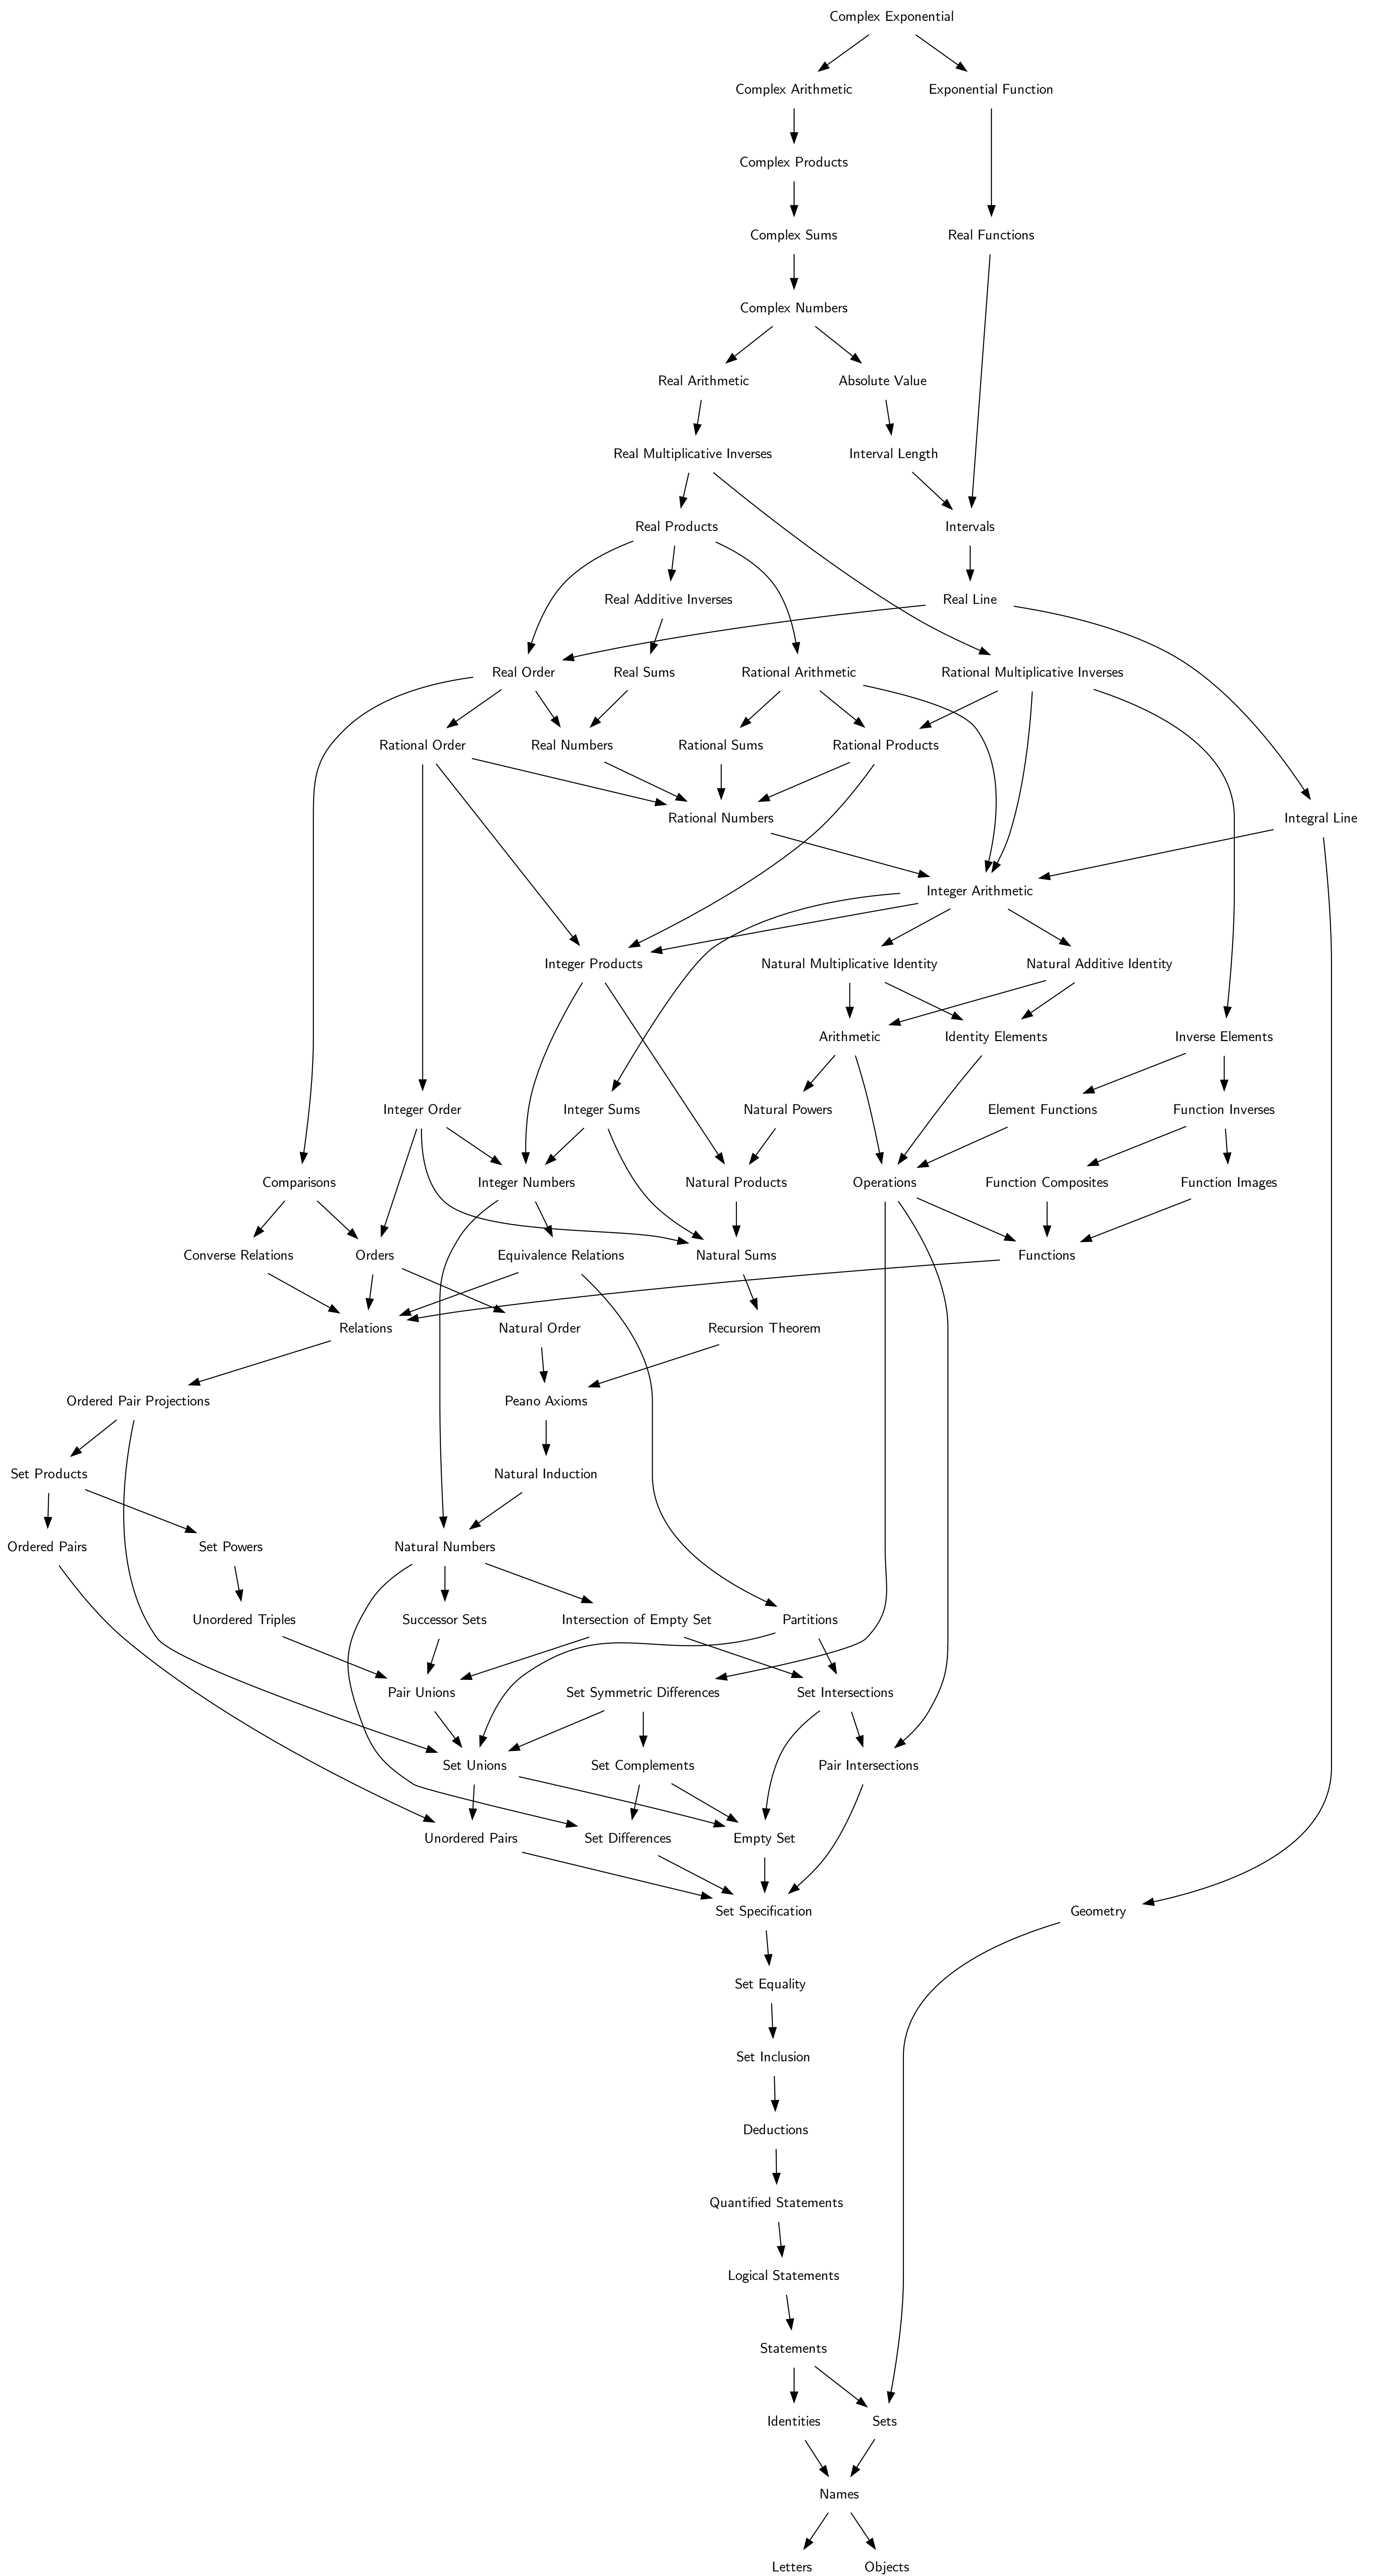 Complex Exponential
Complex Arithmetic
Exponential Function
Complex Products
Complex Sums
Real Functions
Complex Numbers
Real Arithmetic
Absolute Value
Real Multiplicative Inverses
Interval Length
Real Products
Intervals
Real Additive Inverses
Real Line
Real Order
Real Sums
Rational Arithmetic
Rational Multiplicative Inverses
Rational Order
Real Numbers
Rational Sums
Rational Products
Rational Numbers
Integral Line
Integer Arithmetic
Integer Products
Natural Multiplicative Identity
Natural Additive Identity
Arithmetic
Identity Elements
Inverse Elements
Integer Order
Integer Sums
Natural Powers
Element Functions
Function Inverses
Comparisons
Integer Numbers
Natural Products
Operations
Function Composites
Function Images
Converse Relations
Orders
Equivalence Relations
Natural Sums
Functions
Relations
Natural Order
Recursion Theorem
Ordered Pair Projections
Peano Axioms
Set Products
Natural Induction
Ordered Pairs
Set Powers
Natural Numbers
Unordered Triples
Successor Sets
Intersection of Empty Set
Partitions
Pair Unions
Set Symmetric Differences
Set Intersections
Set Unions
Set Complements
Pair Intersections
Unordered Pairs
Set Differences
Empty Set
Set Specification
Geometry
Set Equality
Set Inclusion
Deductions
Quantified Statements
Logical Statements
Statements
Identities
Sets
Names
Letters
Objects